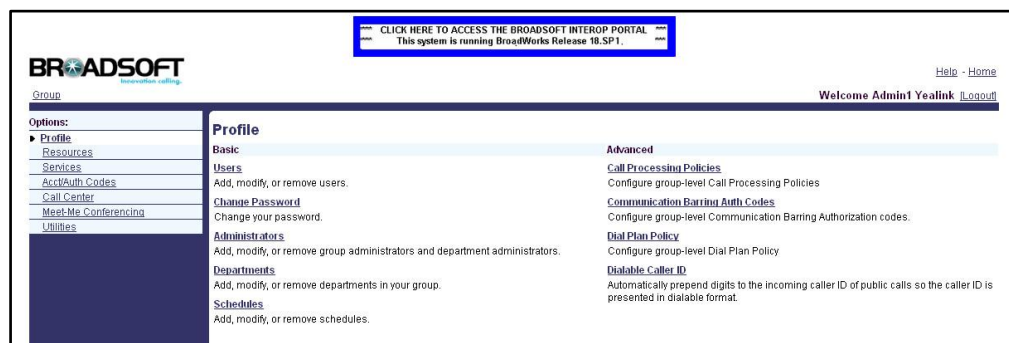 ^^^^ CLICK HERE TO ACCESS THE BROADSOFT INTEROP PORTAL ^^^^
^^^^ This system is running BroadWorks Release 18.SP1. ^^^^
BROADSOFT
Innovation calling.
Help - Home
Group
Welcome Admin1 Yealink [Logout]
Options:
Profile
Resources
Services
Acct/Auth Codes
Call Center
Meet-Me Conferencing
Utilities
Profile
Basic
Users
Add, modify, or remove users.
Change Password
Change your password.
Administrators
Add, modify, or remove group administrators and department administrators.
Departments
Add, modify, or remove departments in your group.
Schedules
Add, modify, or remove schedules.
Advanced
Call Processing Policies
Configure group-level Call Processing Policies
Communication Barring Auth Codes
Configure group-level Communication Barring Authorization codes.
Dial Plan Policy
Configure group-level Dial Plan Policy
Dialable Caller ID
Automatically prepend digits to the incoming caller ID of public calls so the caller ID is
presented in dialable format.